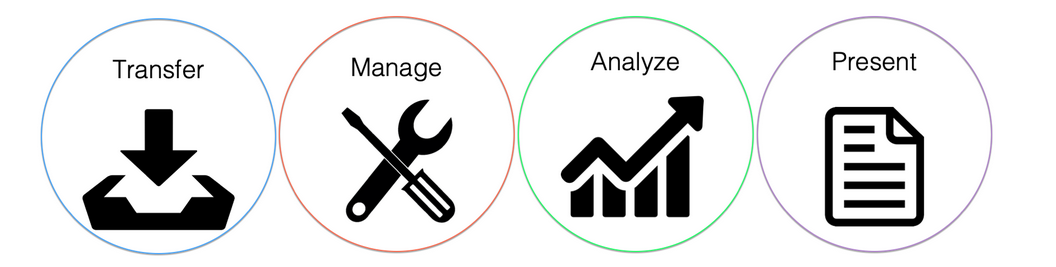 Transfer
Manage
Analyze
Present